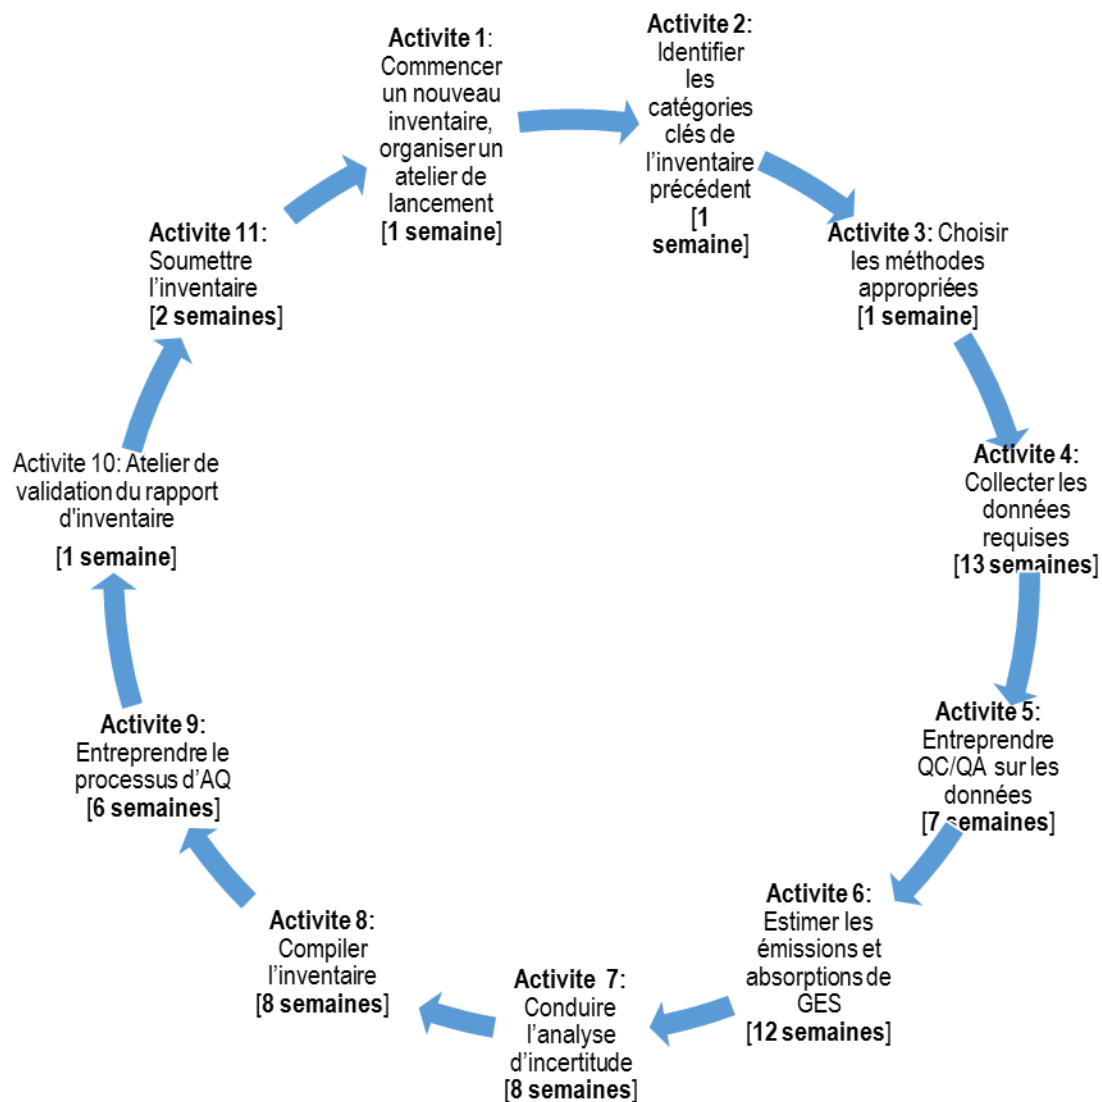 Activite 1:
Commencer
un nouveau
inventaire,
organiser un
atelier de
lancement
[1 semaine]
Activite 2:
Identifier
les
catégories
clés de
l'inventaire
précédent
[1
semaine]
Activite 3: Choisir
les méthodes
appropriées
[1 semaine]
Activite 4:
Collecter les
données
requises
[13 semaines]
Activite 5:
Entreprendre
QC/QA sur les
données
[7 semaines]
Activite 6:
Estimer les
émissions et
absorptions de
GES
[12 semaines]
Activite 7:
Conduire
l'analyse
d'incertitude
[8 semaines]
Activite 8:
Compiler
l'inventaire
[8 semaines]
Activite 9:
Entreprendre le
processus d'AQ
[6 semaines]
Activite 10: Atelier de
validation du rapport
d'inventaire
[1 semaine]
Activite 11:
Soumettre
l'inventaire
[2 semaines]